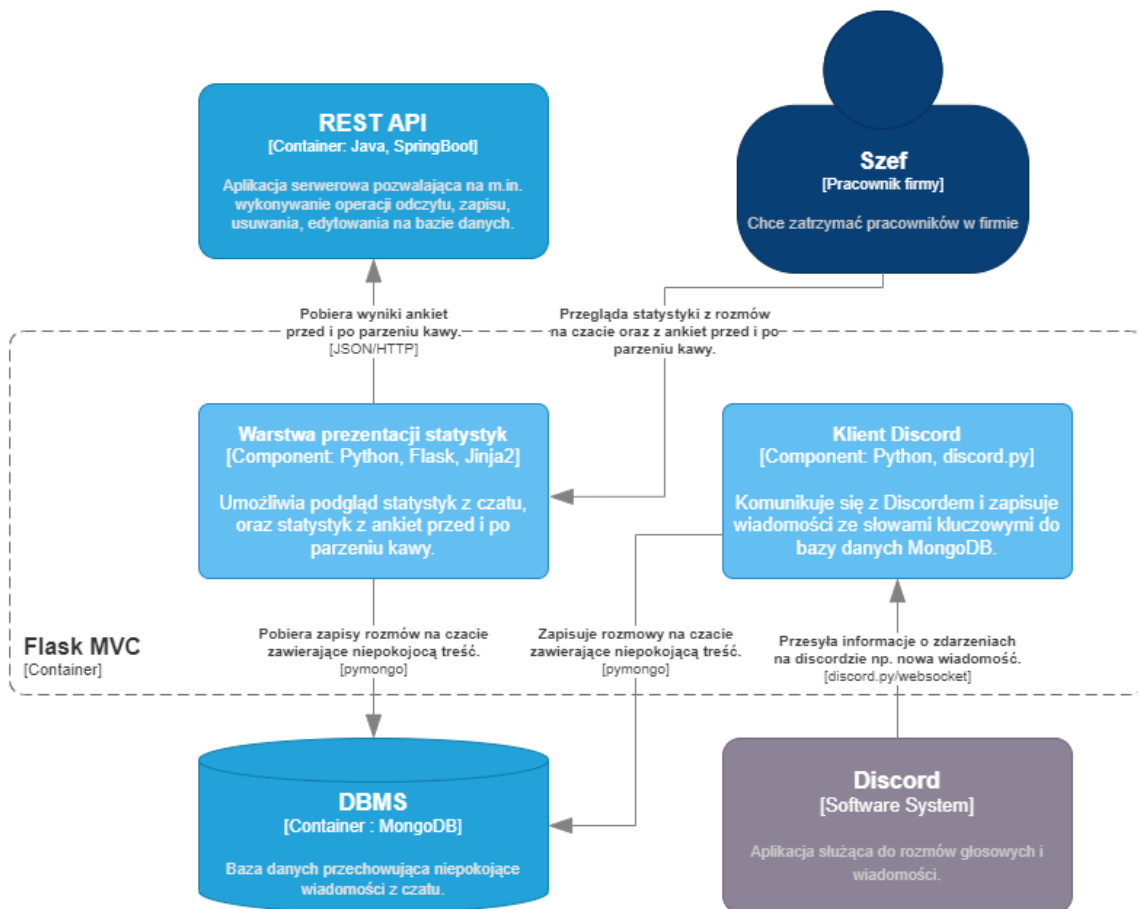 REST API
[Container: Java, SpringBoot]
Aplikacja serwerowa pozwalająca na m.in.
wykonywanie operacji odczytu, zapisu,
usuwania, edytowania na bazie danych.
Szef
[Pracownik firmy]
Chce zatrzymać pracowników w firmie
Pobiera wyniki ankiet
przed i po parzeniu kawy.
[JSON/HTTP]
Przegląda statystyki z rozmów
na czacie oraz z ankiet przed i po
parzeniu kawy.
Warstwa prezentacji statystyk
[Component: Python, Flask, Jinja2]
Umożliwia podgląd statystyk z czatu,
oraz statystyk z ankiet przed i po
parzeniu kawy.
Klient Discord
[Component: Python, discord.py]
Komunikuje się z Discordem i zapisuje
wiadomości ze słowami kluczowymi do
bazy danych MongoDB.
Flask MVC
[Container]
Pobiera zapisy rozmów na czacie
zawierające niepokojocą treść.
[pymongo]
Zapisuje rozmowy na czacie
zawierające niepokojącą treść.
[pymongo]
Przesyła informacje o zdarzeniach
na discordzie np. nowa wiadomość.
[discord.py/websocket]
DBMS
[Container : MongoDB]
Baza danych przechowująca niepokojące
wiadomości z czatu.
Discord
[Software System]
Aplikacja służąca do rozmów głosowych i
wiadomości.